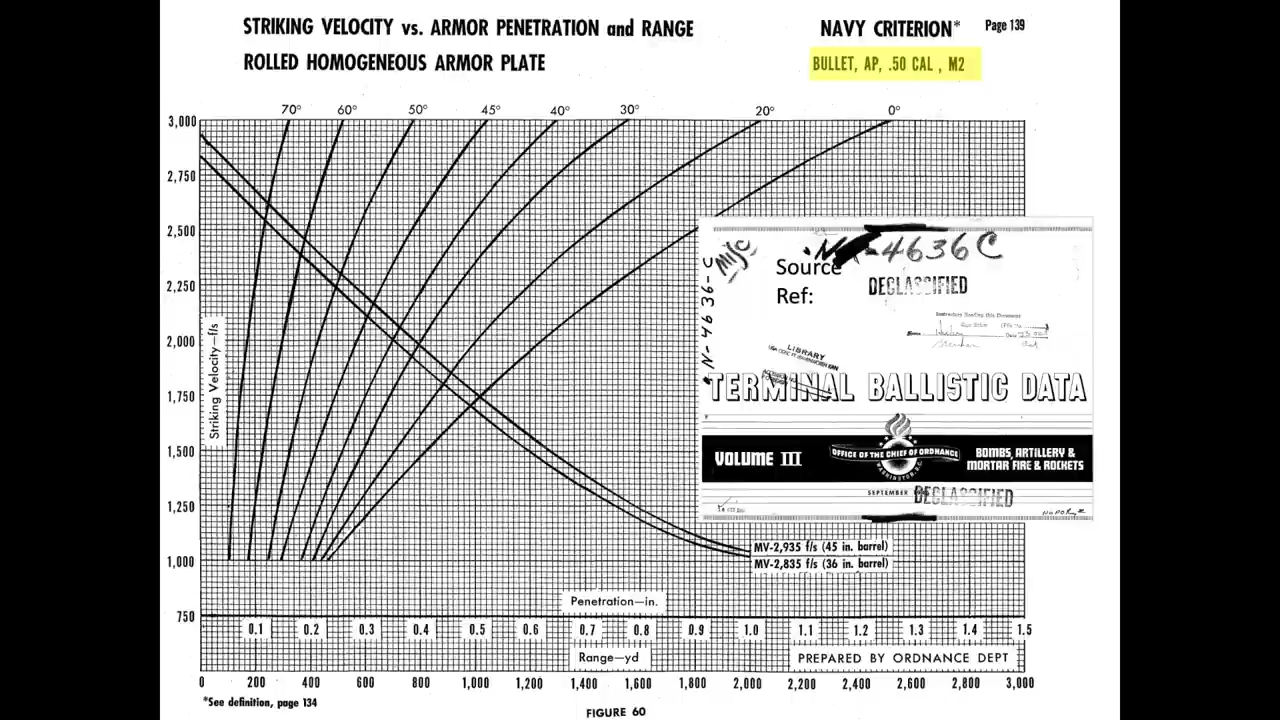 STRIKING VELOCITY vs. ARMOR PENETRATION and RANGE
NAVY CRITERION*
Page 139
ROLLED HOMOGENEOUS ARMOR PLATE
BULLET, AP, .50 CAL , M2
70° 60° 50° 45° 40° 30° 20° 0°
3,000
2,750
2,500
2,250
2,000
1,750
1,500
1,250
1,000
750
Striking Velocity—f/s
Misc
N-4636-C
-4636C
Source
Ref:
DECLASSIFIED
LIBRARY
TERMINAL BALLISTIC DATA
VOLUME III
OFFICE OF THE CHIEF OF ORDNANCE
WASHINGTON, D.C.
BOMBS, ARTILLERY &
MORTAR FIRE & ROCKETS
SEPTEMBER
DECLASSIFIED
MV-2,935 f/s (45 in. barrel)
MV-2,835 f/s (36 in. barrel)
Penetration—in.
0.1 0.2 0.3 0.4 0.5 0.6 0.7 0.8 0.9 1.0 1.1 1.2 1.3 1.4 1.5
Range—yd
PREPARED BY ORDNANCE DEPT
0 200 400 600 800 1,000 1,200 1,400 1,600 1,800 2,000 2,200 2,400 2,600 2,800 3,000
*See definition, page 134
FIGURE 60